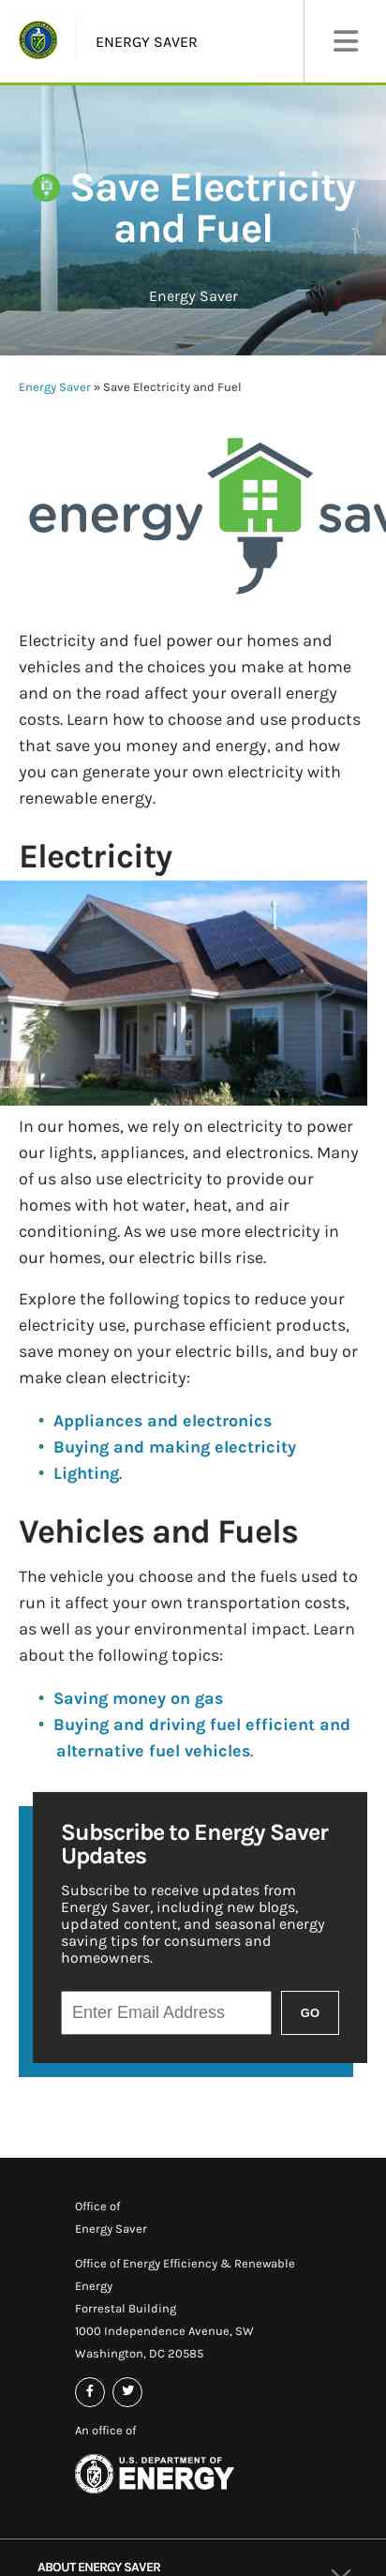 ENERGY SAVER
Save Electricity
and Fuel
Energy Saver
Energy Saver » Save Electricity and Fuel
energy sav
Electricity and fuel power our homes and
vehicles and the choices you make at home
and on the road affect your overall energy
costs. Learn how to choose and use products
that save you money and energy, and how
you can generate your own electricity with
renewable energy.
Electricity
In our homes, we rely on electricity to power
our lights, appliances, and electronics. Many
of us also use electricity to provide our
homes with hot water, heat, and air
conditioning. As we use more electricity in
our homes, our electric bills rise.
Explore the following topics to reduce your
electricity use, purchase efficient products,
save money on your electric bills, and buy or
make clean electricity:
• Appliances and electronics
• Buying and making electricity
• Lighting.
Vehicles and Fuels
The vehicle you choose and the fuels used to
run it affect your own transportation costs,
as well as your environmental impact. Learn
about the following topics:
• Saving money on gas
• Buying and driving fuel efficient and
alternative fuel vehicles.
Subscribe to Energy Saver
Updates
Subscribe to receive updates from
Energy Saver, including new blogs,
updated content, and seasonal energy
saving tips for consumers and
homeowners.
Enter Email Address GO
Office of
Energy Saver
Office of Energy Efficiency & Renewable
Energy
Forrestal Building
1000 Independence Avenue, SW
Washington, DC 20585
An office of
U.S. DEPARTMENT OF
ENERGY
ABOUT ENERGY SAVER